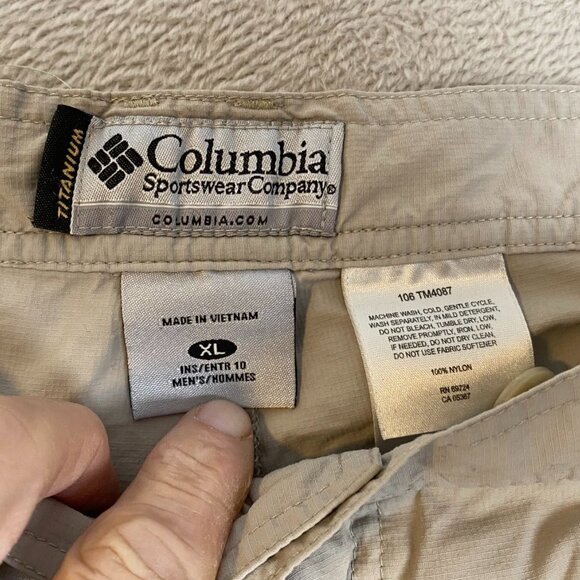 TITANIUM
Columbia
Sportswear Company®
COLUMBIA.COM
MADE IN VIETNAM
XL
INS/ENTR 10
MEN'S/HOMMES
106 TM4087
MACHINE WASH, COLD, GENTLE CYCLE,
WASH SEPARATELY, IN MILD DETERGENT,
DO NOT BLEACH, TUMBLE DRY, LOW,
REMOVE PROMPTLY, IRON, LOW,
IF NEEDED, DO NOT DRY CLEAN,
DO NOT USE FABRIC SOFTENER
100% NYLON
RN 69724
CA 05367